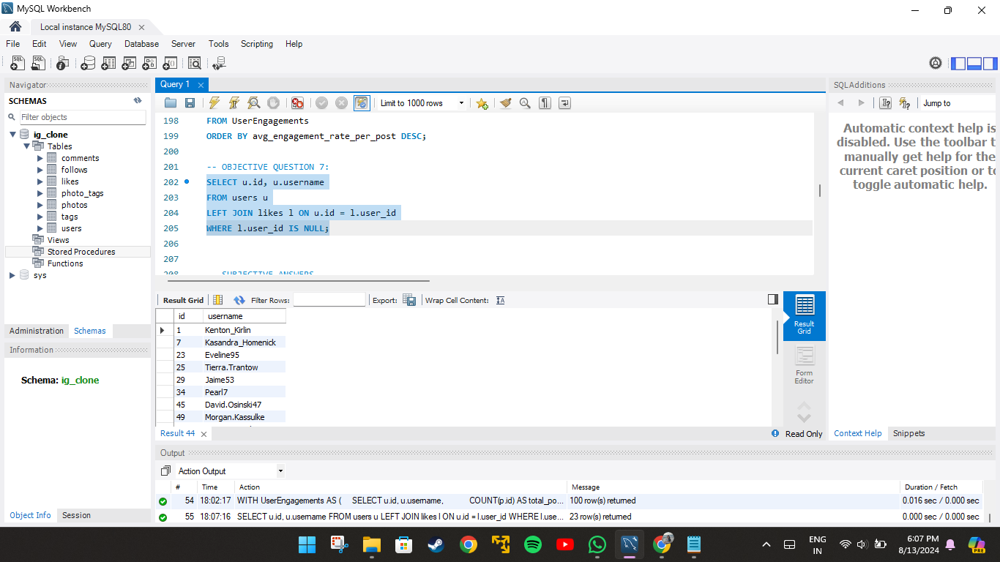 MySQL Workbench
Local instance MySQL80
File Edit View Query Database Server Tools Scripting Help
Navigator
SCHEMAS
Filter objects
ig_clone
Tables
comments
follows
likes
photo_tags
photos
tags
users
Views
Stored Procedures
Functions
sys
Administration Schemas
Information
Schema: ig_clone
Object Info Session
Query 1
Limit to 1000 rows
198 FROM UserEngagements
199 ORDER BY avg_engagement_rate_per_post DESC;
200
201 -- OBJECTIVE QUESTION 7:
202 SELECT u.id, u.username
203 FROM users u
204 LEFT JOIN likes l ON u.id = l.user_id
205 WHERE l.user_id IS NULL;
206
207
208 SUBJECTIVE ANSWERS
Result Grid Filter Rows: Export: Wrap Cell Content:
id username
1 Kenton_Kirlin
7 Kasandra_Homenick
23 Eveline95
25 Tierra.Trantow
29 Jaime53
34 Pearl7
45 David.Osinski47
49 Morgan.Kassulke
Result Grid
Form Editor
Result 44
Read Only
SQLAdditions
Jump to
Automatic context help is
disabled. Use the toolbar t
manually get help for the
current caret position or to
toggle automatic help.
Context Help Snippets
Output
Action Output
# Time Action Message Duration / Fetch
54 18:02:17 WITH UserEngagements AS ( SELECT u.id, u.username, COUNT(p.id) AS total_po... 100 row(s) returned 0.016 sec / 0.000 sec
55 18:07:16 SELECT u.id, u.username FROM users u LEFT JOIN likes l ON u.id = l.user_id WHERE l.use... 23 row(s) returned 0.000 sec / 0.000 sec
ENG
IN
6:07 PM
8/13/2024
PRE